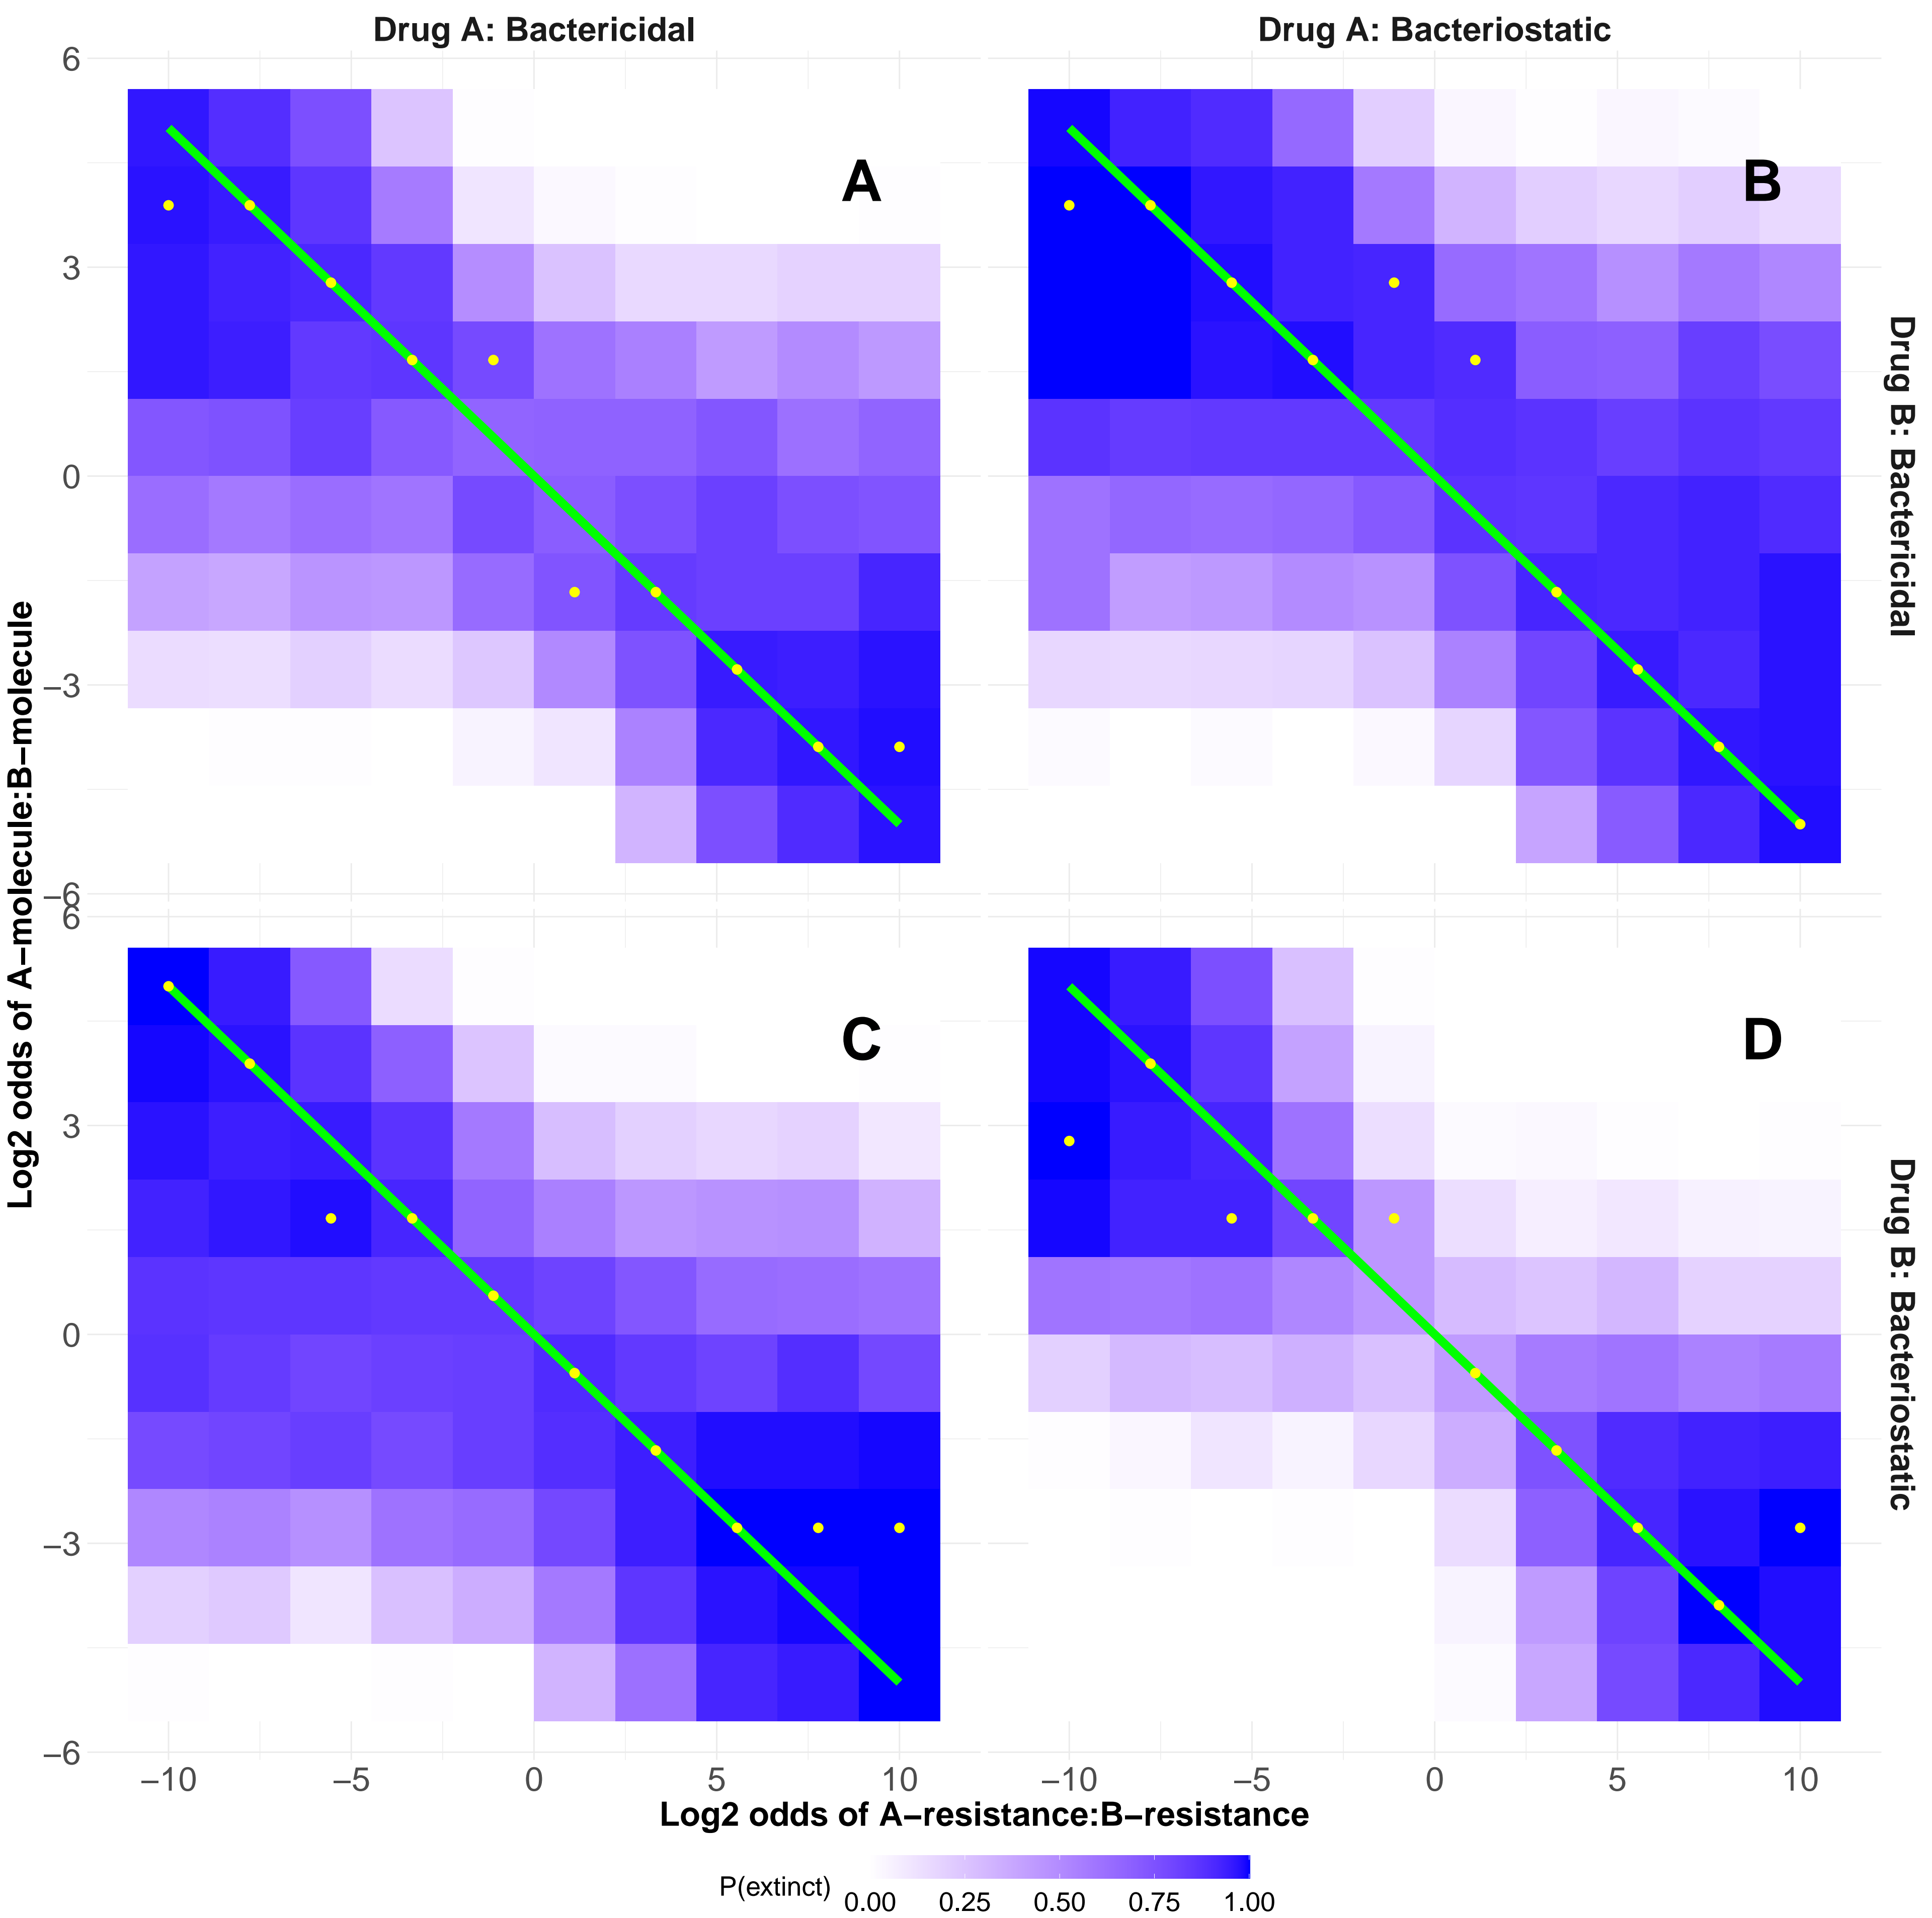 Drug A: Bactericidal
Drug A: Bacteriostatic
6
3
0
−3
−6
A
B
Drug B: Bactericidal
Log2 odds of A−molecule:B−molecule
6
3
0
−3
−6
C
D
Drug B: Bacteriostatic
−10 −5 0 5 10
−10 −5 0 5 10
Log2 odds of A−resistance:B−resistance
P(extinct)
0.00 0.25 0.50 0.75 1.00